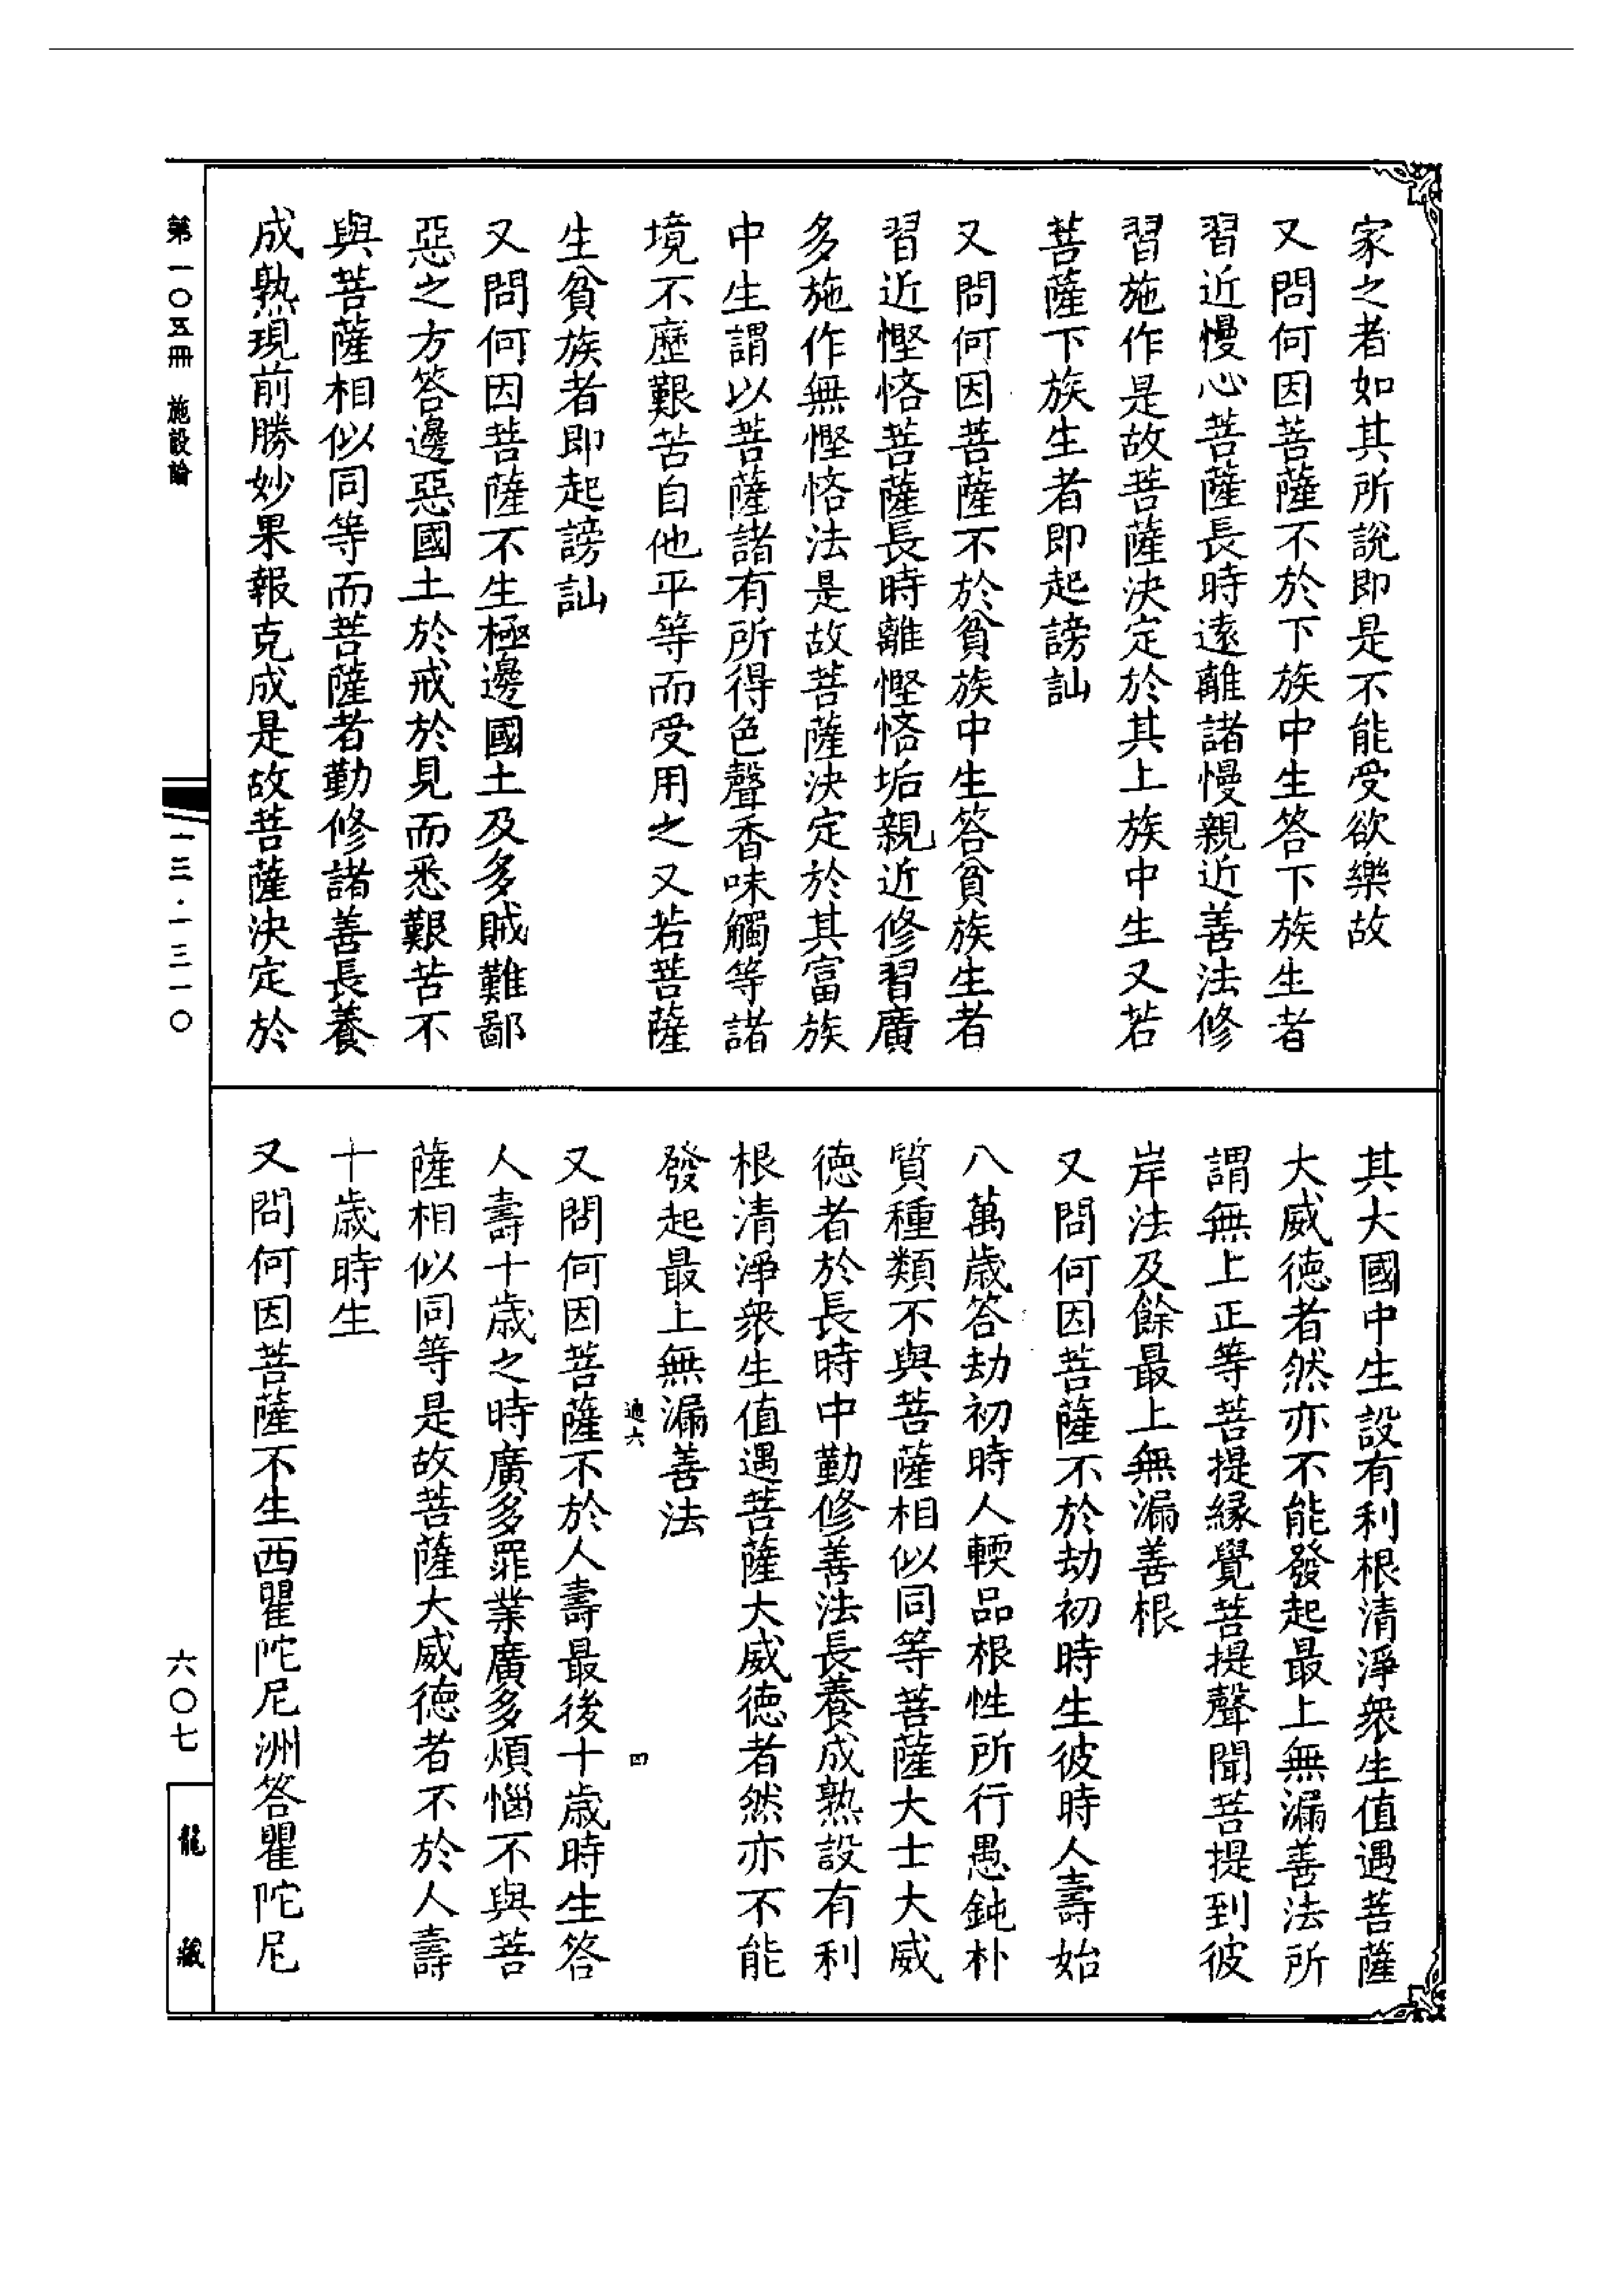 家之者如其所說即是不能受欲樂故
又問何因菩薩不於下族中生答下族生者
習近慢心菩薩長時遠離諸慢親近善法修
習施作是故菩薩決定於其上族中生又若
菩薩下族生者即起謗訕
又問何因菩薩不於貧族中生答貧族生者
習近慳悋菩薩長時離慳悋垢親近修習廣
多施作無慳悋法是故菩薩決定於其富族
中生謂以菩薩諸有所得色聲香味觸等諸
境不歷艱苦自他平等而受用之又若菩薩
生貧族者即起謗訕
又問何因菩薩不生極邊國土及多賊難鄙
惡之方答邊惡國土於戒於見而悉艱苦不
與菩薩相似同等而菩薩者勤修諸善長養
成熟現前勝妙果報克成是故菩薩決定於
其大國中生設有利根清淨衆生值遇菩薩
大威德者然亦不能發起最上無漏善法所
謂無上正等菩提緣覺菩提聲聞菩提到彼
岸法及餘最上無漏善根
又問何因菩薩不於劫初時生彼時人壽始
八萬歲答劫初時人輭品根性所行愚鈍朴
質種類不與菩薩相似同等菩薩大士大威
德者於長時中勤修善法長養成熟設有利
根清淨衆生值遇菩薩大威德者然亦不能
發起最上無漏善法
適六
四
又問何因菩薩不於人壽最後十歲時生答
人壽十歲之時廣多罪業廣多煩惱不與菩
薩相似同等是故菩薩大威德者不於人壽
十歲時生
又問何因菩薩不生西瞿陀尼洲答瞿陀尼
第一〇五冊 施設論
一三·一三一〇
六〇七
龍藏